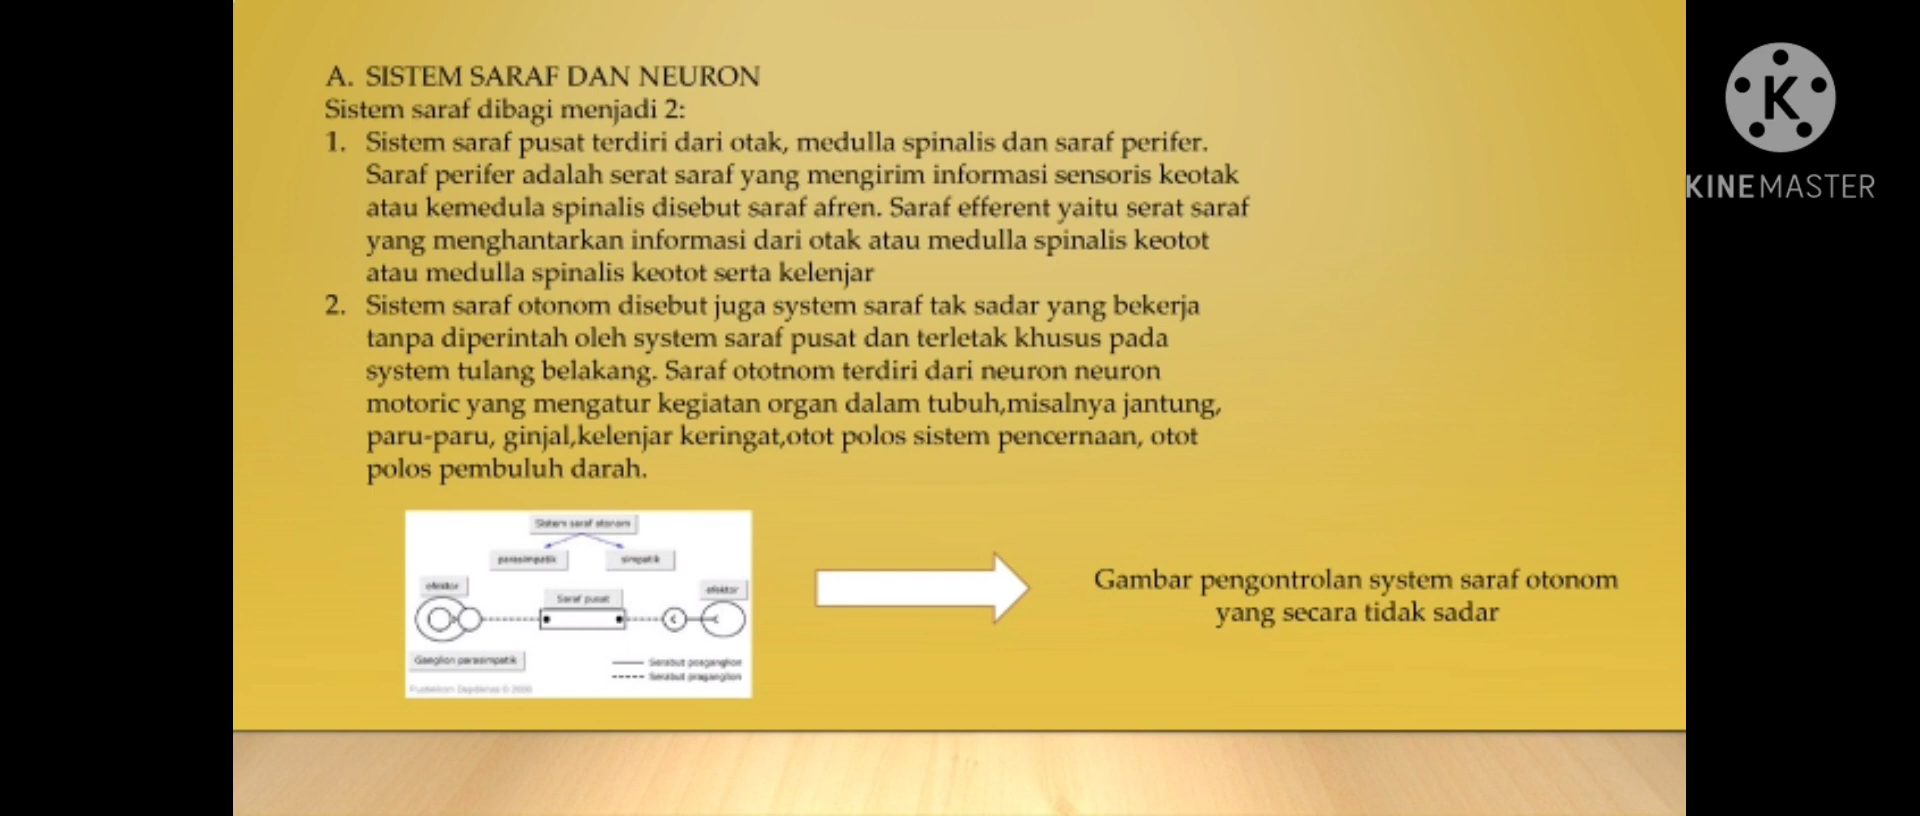 A. SISTEM SARAF DAN NEURON
Sistem saraf dibagi menjadi 2:
1. Sistem saraf pusat terdiri dari otak, medulla spinalis dan saraf perifer.
Saraf perifer adalah serat saraf yang mengirim informasi sensoris keotak
atau kemedula spinalis disebut saraf afren. Saraf efferent yaitu serat saraf
yang menghantarkan informasi dari otak atau medulla spinalis keotot
atau medulla spinalis keotot serta kelenjar
2. Sistem saraf otonom disebut juga system saraf tak sadar yang bekerja
tanpa diperintah oleh system saraf pusat dan terletak khusus pada
system tulang belakang. Saraf ototnom terdiri dari neuron neuron
motoric yang mengatur kegiatan organ dalam tubuh,misalnya jantung,
paru-paru, ginjal,kelenjar keringat,otot polos sistem pencernaan, otot
polos pembuluh darah.
Sistem saraf otonom
parasimpatik
simpatik
efektor
Saraf pusat
efektor
Ganglion parasimpatik
Serabut posganglion
Serabut praganglion
Gambar pengontrolan system saraf otonom
yang secara tidak sadar
K
KINEMASTER